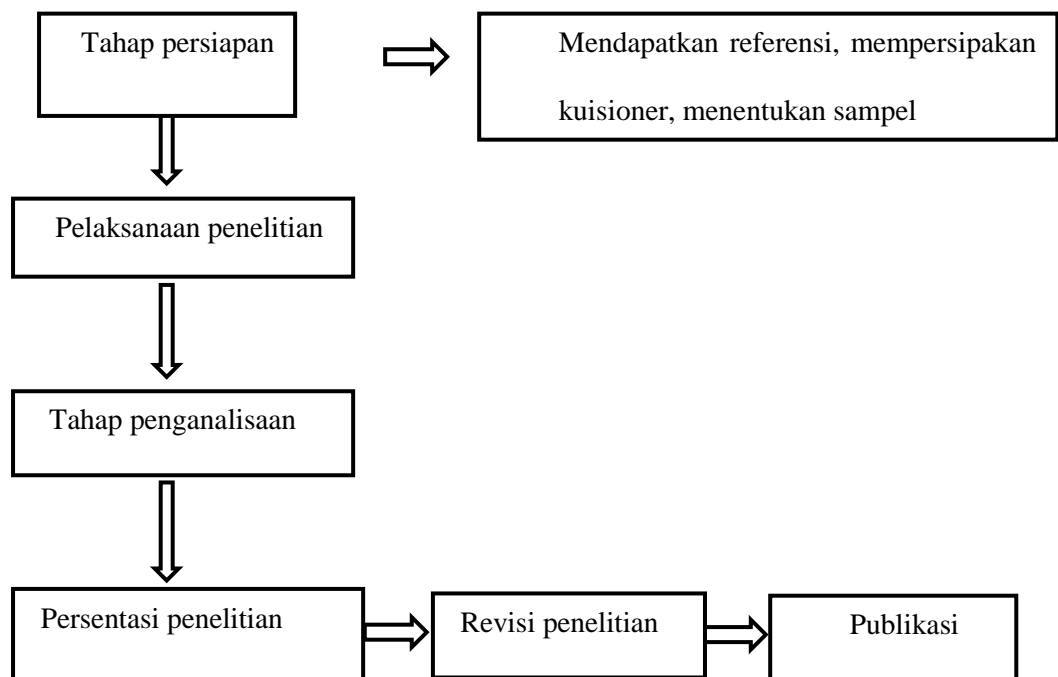 Tahap persiapan
Mendapatkan referensi, mempersipakan
kuisioner, menentukan sampel
Pelaksanaan penelitian
Tahap penganalisaan
Persentasi penelitian
Revisi penelitian
Publikasi